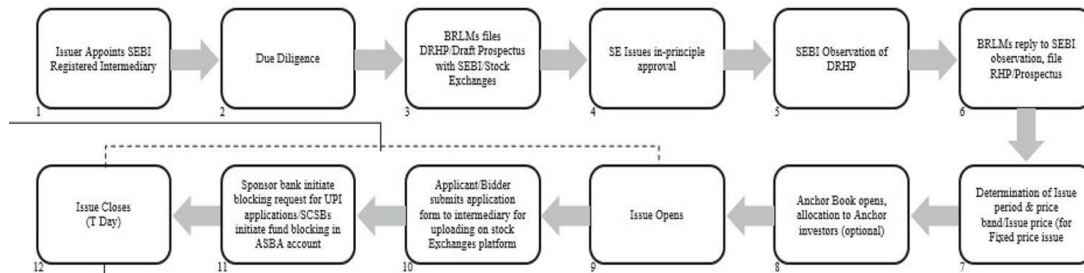 Issuer Appoints SEBI
Registered Intermediary
1
Due Diligence
2
BRLMs files
DRHP/Draft Prospectus
with SEBI/Stock
Exchanges
3
SE Issues in-principle
approval
4
SEBI Observation of
DRHP
5
BRLMs reply to SEBI
observation, file
RHP/Prospectus
6
Determination of Issue
period & price
band/Issue price (for
Fixed price issue
7
Anchor Book opens,
allocation to Anchor
investors (optional)
8
Issue Opens
9
Applicant/Bidder
submits application
form to intermediary for
uploading on stock
Exchanges platform
10
Sponsor bank initiate
blocking request for UPI
applications/SCSBs
initiate fund blocking in
ASBA account
11
Issue Closes
(T Day)
12